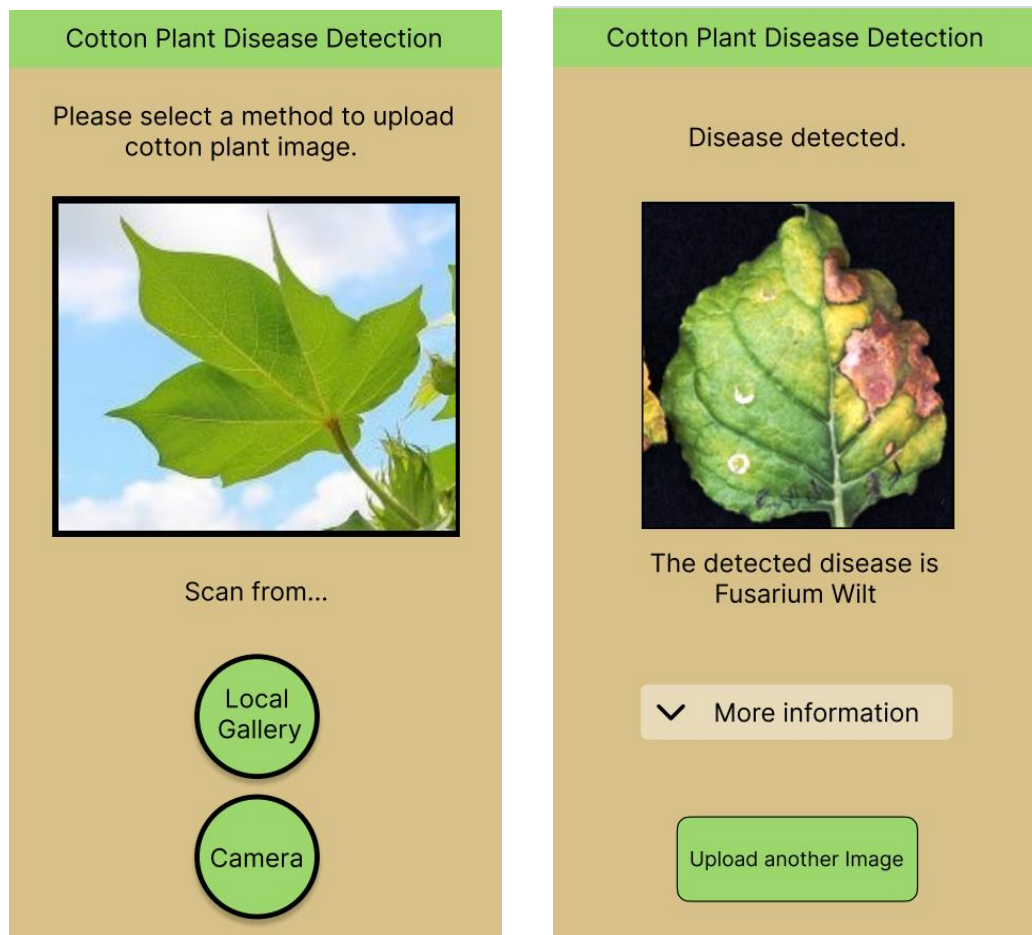 Cotton Plant Disease Detection
Please select a method to upload
cotton plant image.
Scan from...
Local
Gallery
Camera
Cotton Plant Disease Detection
Disease detected.
The detected disease is
Fusarium Wilt
More information
Upload another Image